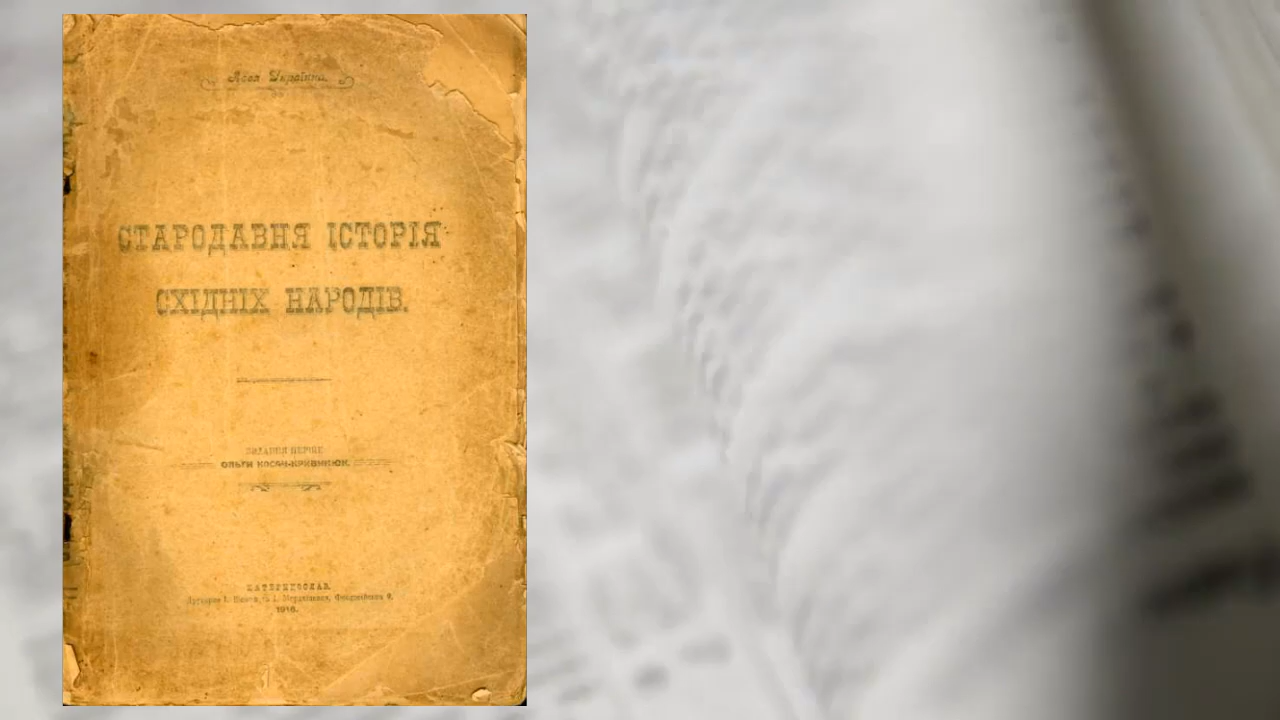 Леся Українка.
СТАРОДАВНЯ ІСТОРІЯ
СХІДНІХ НАРОДІВ.
ВИДАННЯ ПЕРШЕ
ОЛЬГИ КОСАЧ-КРИВИНЮК.
КАТЕРИНОСЛАВ.
1918.